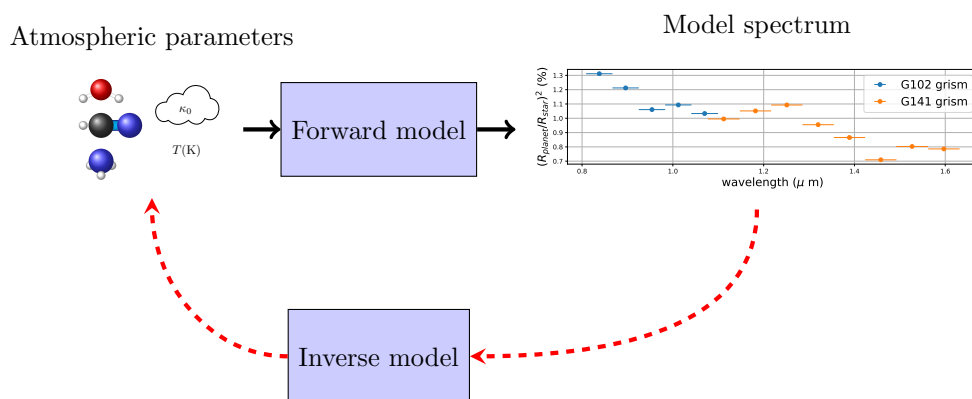 Atmospheric parameters
Model spectrum
κ₀
T(K)
Forward model
(R_planet/R_star)² (%)
1.3
1.2
1.1
1.0
0.9
0.8
0.7
G102 grism
G141 grism
0.8 1.0 1.2 1.4 1.6
wavelength (μ m)
Inverse model